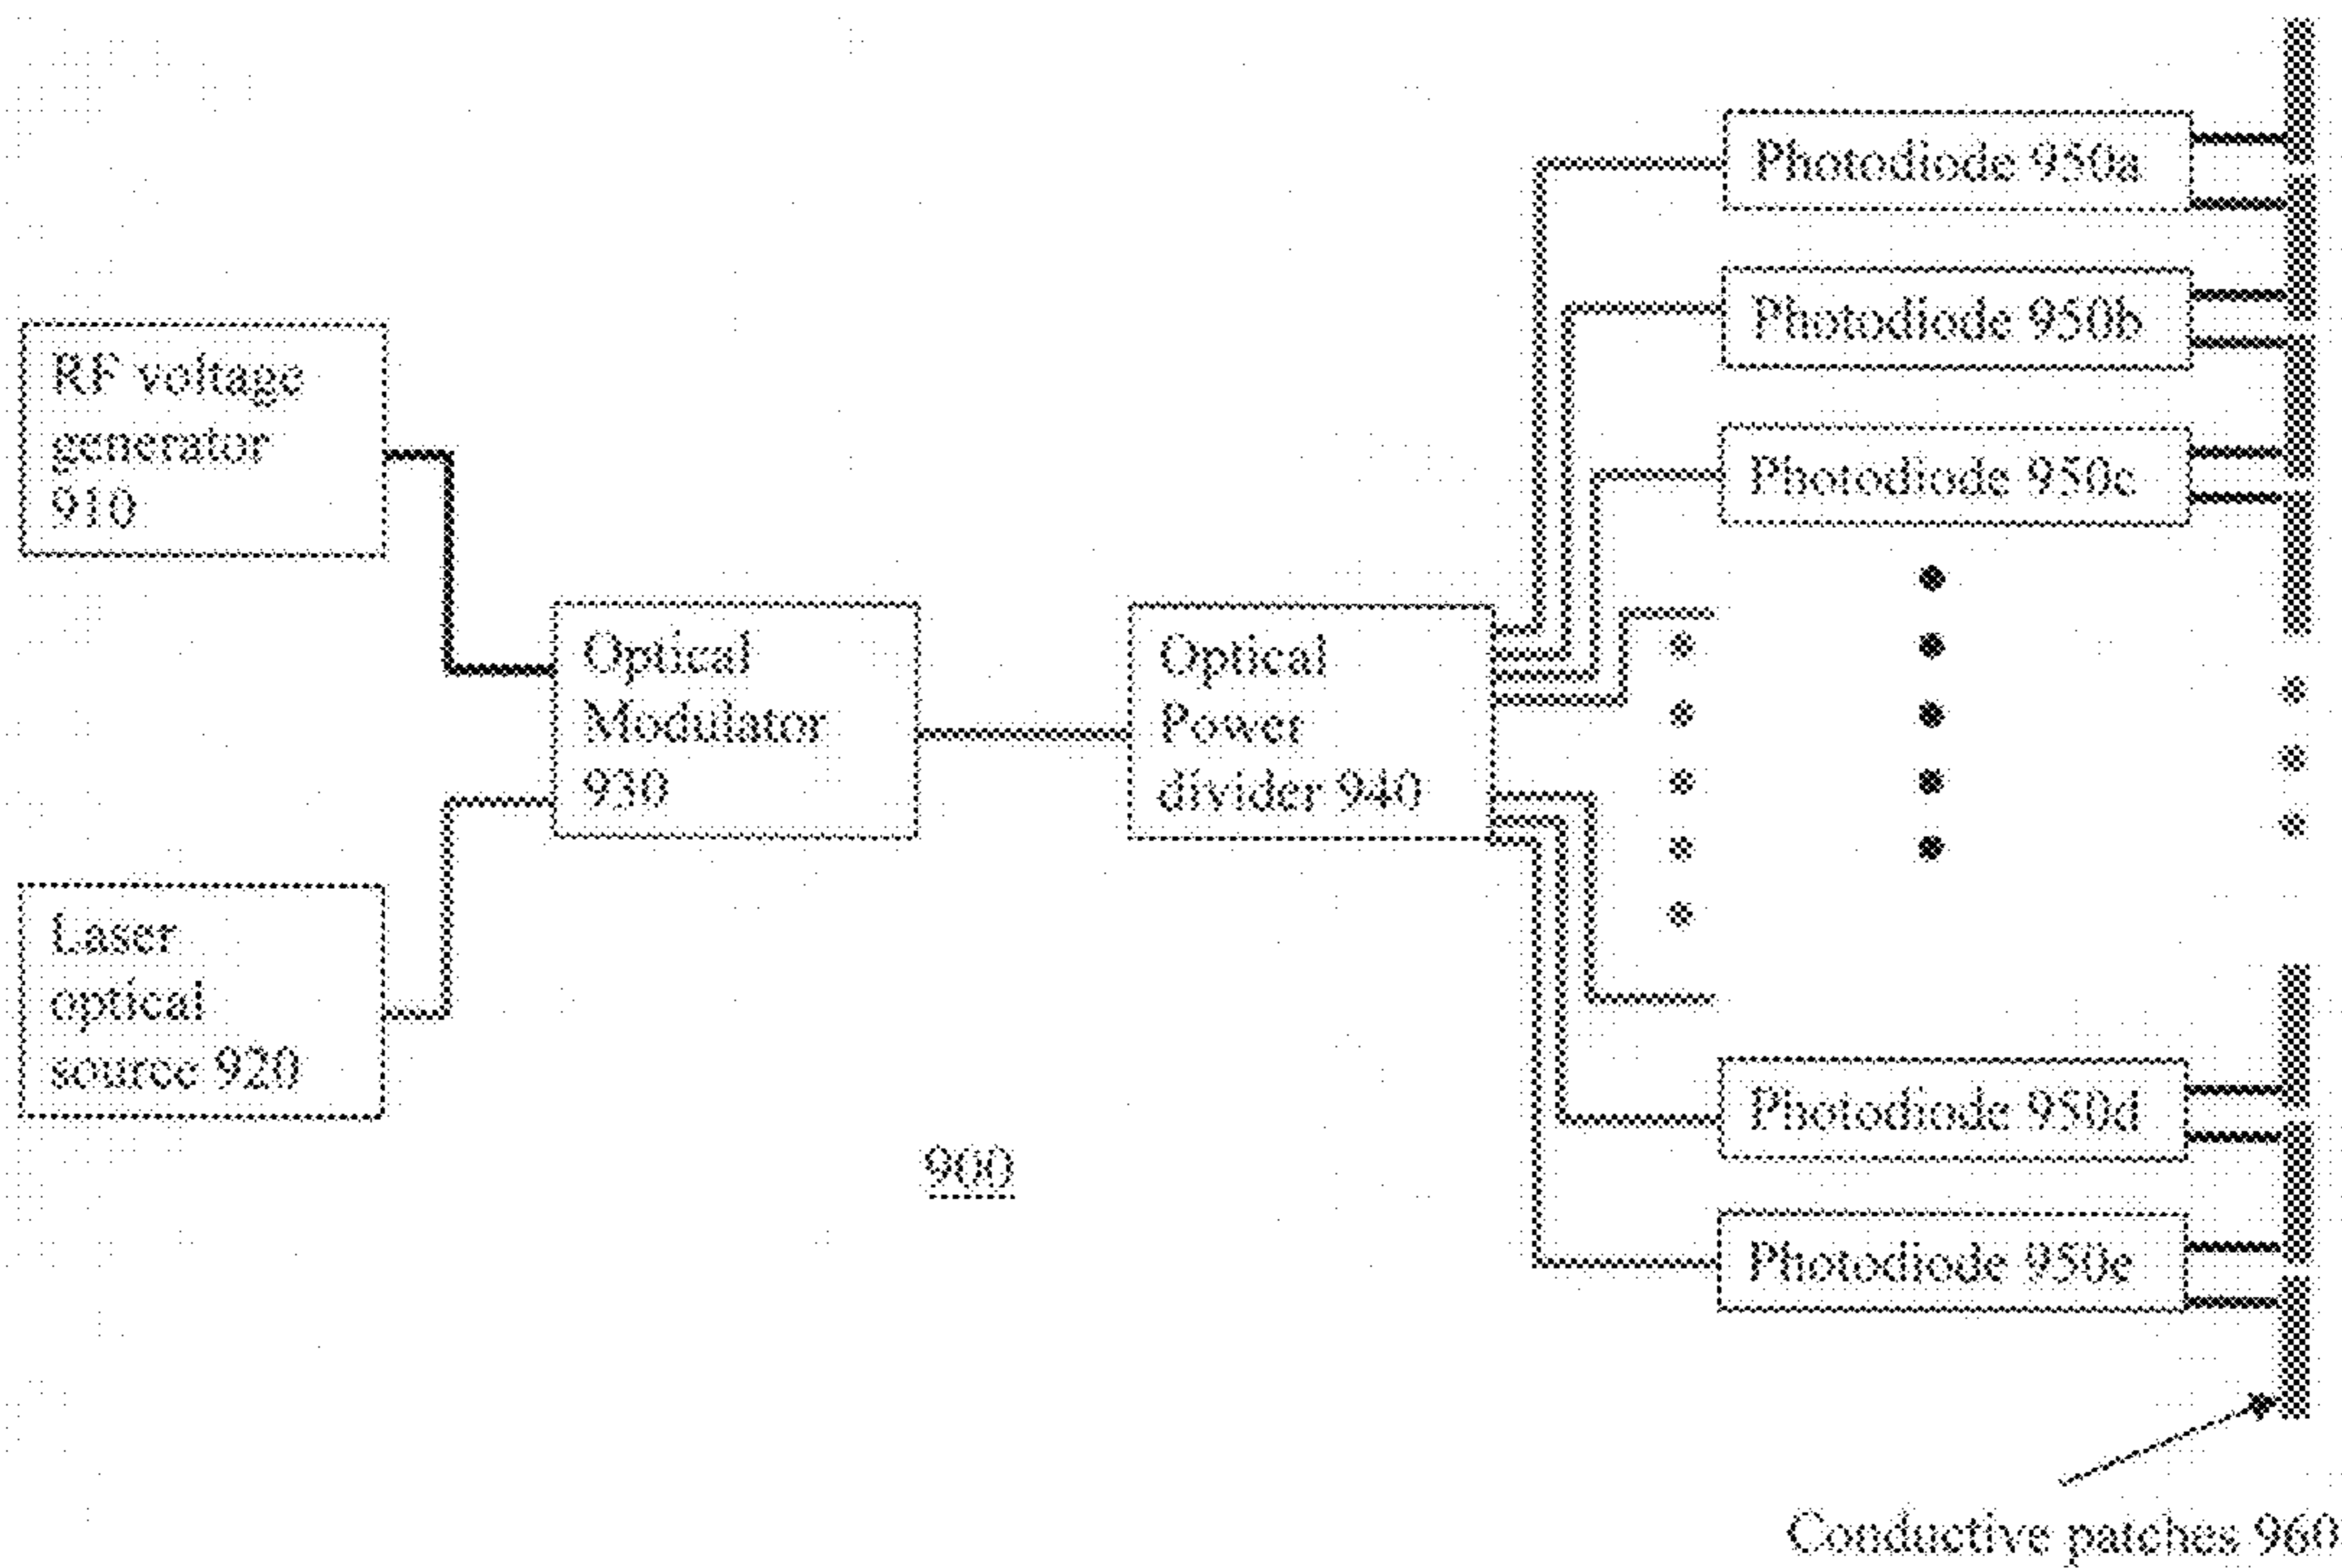 RF voltage
generator
910
Laser
optical
source 920
Optical
Modulator
930
Optical
Power
divider 940
Photodiode 950a
Photodiode 950b
Photodiode 950c
Photodiode 950d
Photodiode 950e
900
Conductive patches 960